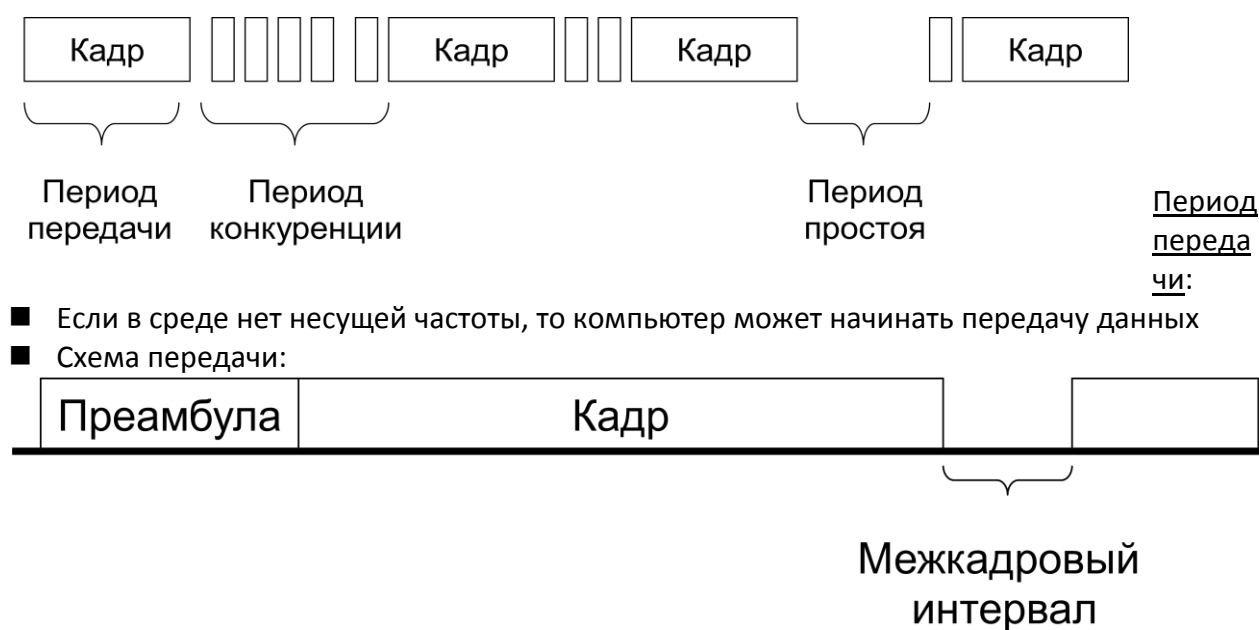 Кадр
Кадр
Кадр
Кадр
Период
передачи
Период
конкуренции
Период
простоя
Период
переда
чи:
■ Если в среде нет несущей частоты, то компьютер может начинать передачу данных
■ Схема передачи:
Преамбула
Кадр
Межкадровый
интервал